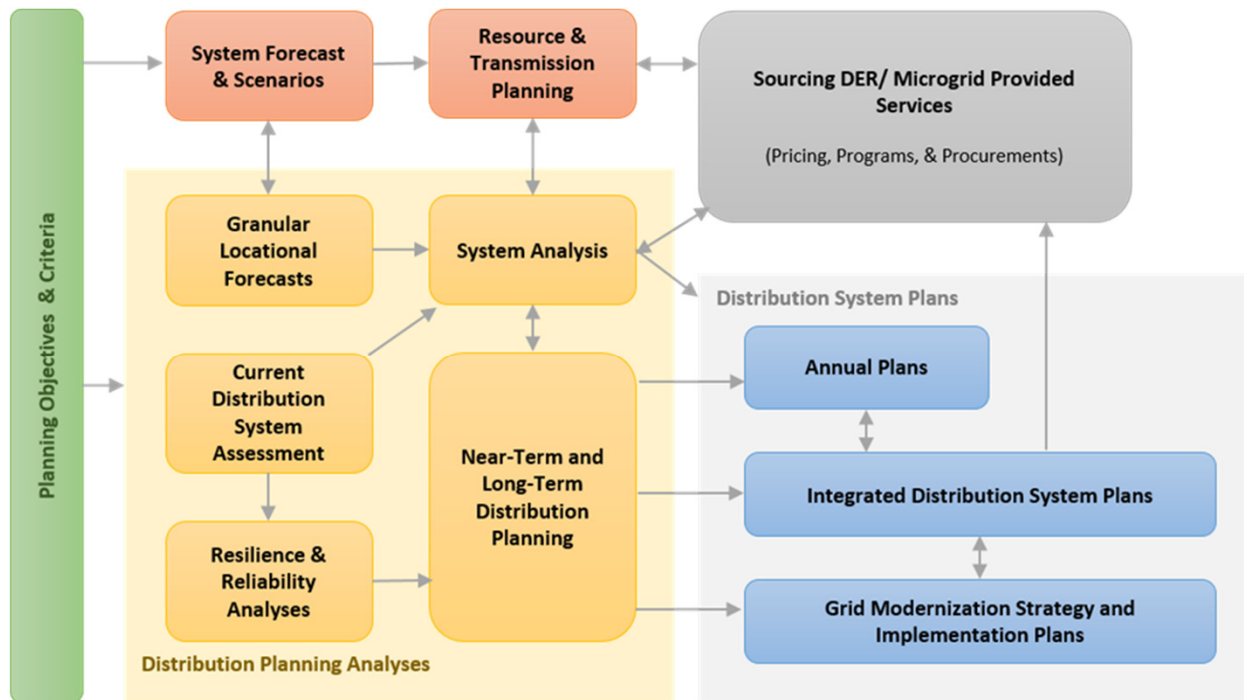 Planning Objectives & Criteria
System Forecast
& Scenarios
Resource &
Transmission
Planning
Sourcing DER/ Microgrid Provided
Services
(Pricing, Programs, & Procurements)
Granular
Locational
Forecasts
System Analysis
Current
Distribution
System
Assessment
Near-Term and
Long-Term
Distribution
Planning
Resilience &
Reliability
Analyses
Distribution Planning Analyses
Distribution System Plans
Annual Plans
Integrated Distribution System Plans
Grid Modernization Strategy and
Implementation Plans